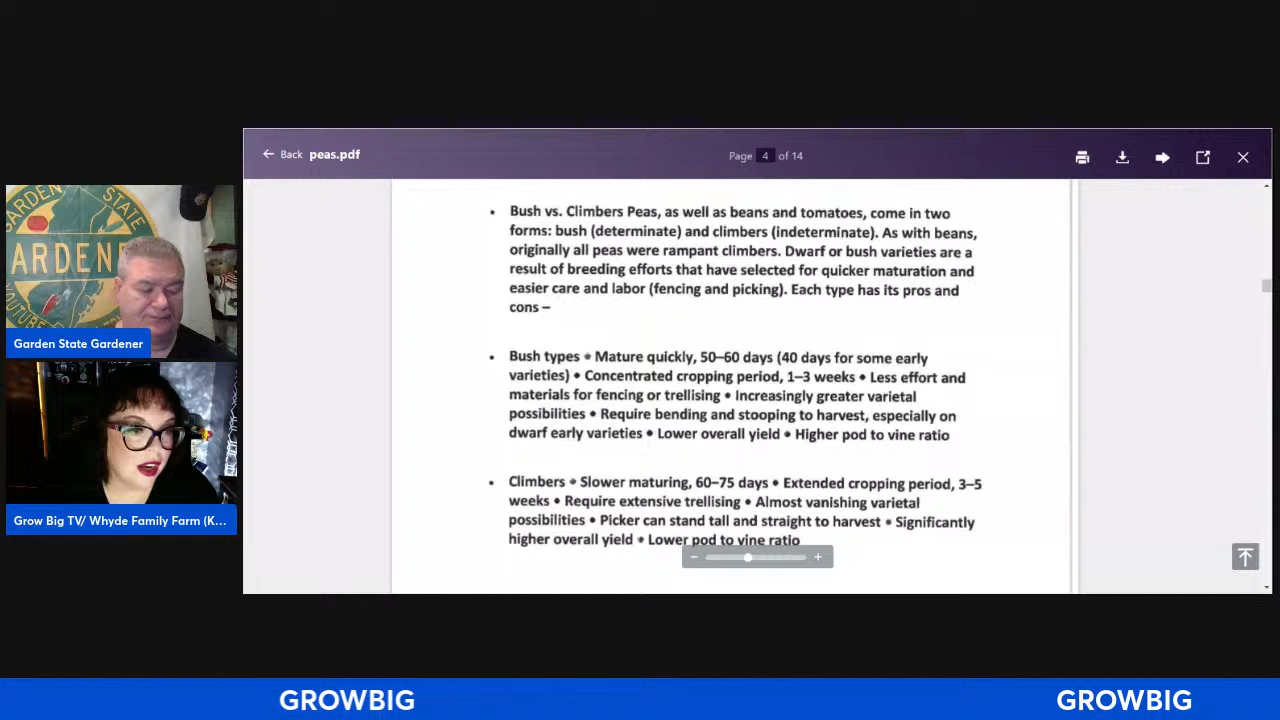 Back peas.pdf
Page 4 of 14
GARDEN STATE
ARDENE
YOUTUBE
Garden State Gardener
Grow Big TV/ Whyde Family Farm (K...
• Bush vs. Climbers Peas, as well as beans and tomatoes, come in two
forms: bush (determinate) and climbers (indeterminate). As with beans,
originally all peas were rampant climbers. Dwarf or bush varieties are a
result of breeding efforts that have selected for quicker maturation and
easier care and labor (fencing and picking). Each type has its pros and
cons –
• Bush types • Mature quickly, 50–60 days (40 days for some early
varieties) • Concentrated cropping period, 1–3 weeks • Less effort and
materials for fencing or trellising • Increasingly greater varietal
possibilities • Require bending and stooping to harvest, especially on
dwarf early varieties • Lower overall yield • Higher pod to vine ratio
• Climbers • Slower maturing, 60–75 days • Extended cropping period, 3–5
weeks • Require extensive trellising • Almost vanishing varietal
possibilities • Picker can stand tall and straight to harvest • Significantly
higher overall yield • Lower pod to vine ratio
GROWBIG GROWBIG